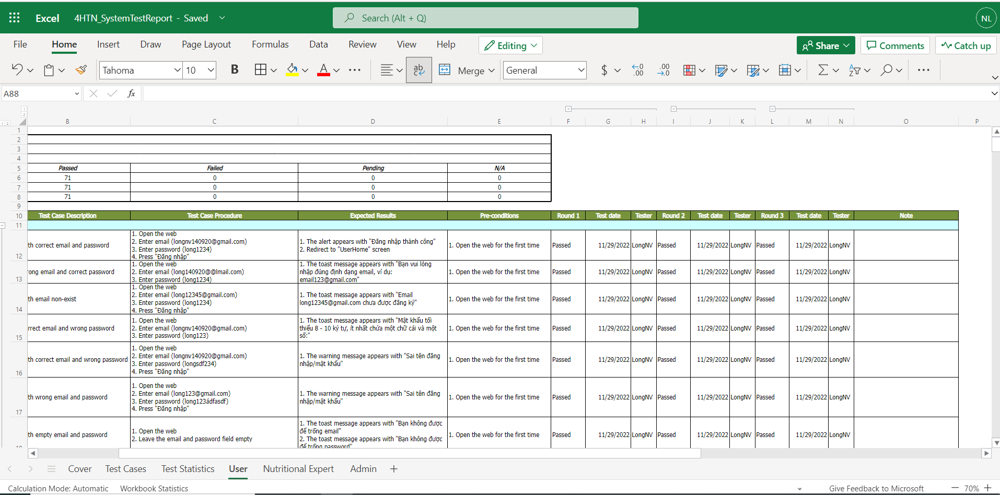 Excel 4HTN_SystemTestReport - Saved Search (Alt + Q) NL
File Home Insert Draw Page Layout Formulas Data Review View Help Editing Share Comments Catch up
Tahoma 10 B A ab c Merge General $ .00 .00 Σ
A88 fx
1
2
1 2 B C D E F G H I J K L M N O P
1
2
3
4
5 Passed Failed Pending N/A
6 71 0 0 0
7 71 0 0 0
8 71 0 0 0
9
10 Test Case Description Test Case Procedure Expected Results Pre-conditions Round 1 Test date Tester Round 2 Test date Tester Round 3 Test date Tester Note
11
12 th correct email and password
1. Open the web
2. Enter email (longnv140920@gmail.com)
3. Enter password (long1234)
4. Press "Đăng nhập"
1. The alert appears with "Đăng nhập thành công"
2. Redirect to "UserHome" screen
1. Open the web for the first time Passed 11/29/2022 LongNV Passed 11/29/2022 LongNV Passed 11/29/2022 LongNV
13 ong email and correct password
1. Open the web
2. Enter email (long140920@@lmail.com)
3. Enter password (long1234)
1. The toast message appears with "Bạn vui lòng
nhập đúng định dạng email, ví dụ:
email123@gmail.com"
1. Open the web for the first time Passed 11/29/2022 LongNV Passed 11/29/2022 LongNV Passed 11/29/2022 LongNV
14 th email non-exist
1. Open the web
2. Enter email (long12345@gmail.com)
3. Enter password (long1234)
4. Press "Đăng nhập"
1. The toast message appears with "Email
long12345@gmail.com chưa được đăng ký"
1. Open the web for the first time Passed 11/29/2022 LongNV Passed 11/29/2022 LongNV Passed 11/29/2022 LongNV
15 rrect email and wrong password
1. Open the web
2. Enter email (longnv140920@gmail.com)
3. Enter password (long123)
1. The toast message appears with "Mật khẩu tối
thiểu 8 - 10 ký tự, ít nhất chứa một chữ cái và một
số:"
1. Open the web for the first time Passed 11/29/2022 LongNV Passed 11/29/2022 LongNV Passed 11/29/2022 LongNV
16 th correct email and wrong password
1. Open the web
2. Enter email (longnv140920@gmail.com)
3. Enter password (longsdf234)
4. Press "Đăng nhập"
1. The warning message appears with "Sai tên đăng
nhập/mật khẩu"
1. Open the web for the first time Passed 11/29/2022 LongNV Passed 11/29/2022 LongNV Passed 11/29/2022 LongNV
17 th wrong email and password
1. Open the web
2. Enter email (long123@gmail.com)
3. Enter password (long123ádfasdf)
4. Press "Đăng nhập"
1. The warning message appears with "Sai tên đăng
nhập/mật khẩu"
1. Open the web for the first time Passed 11/29/2022 LongNV Passed 11/29/2022 LongNV Passed 11/29/2022 LongNV
th empty email and password
1. Open the web
2. Leave the email and password field empty
1. The toast message appears with "Bạn không được
để trống email"
2. The toast message appears with "Bạn không được
để trống password"
1. Open the web for the first time Passed 11/29/2022 LongNV Passed 11/29/2022 LongNV Passed 11/29/2022 LongNV
Cover Test Cases Test Statistics User Nutritional Expert Admin +
Calculation Mode: Automatic Workbook Statistics Give Feedback to Microsoft 70%